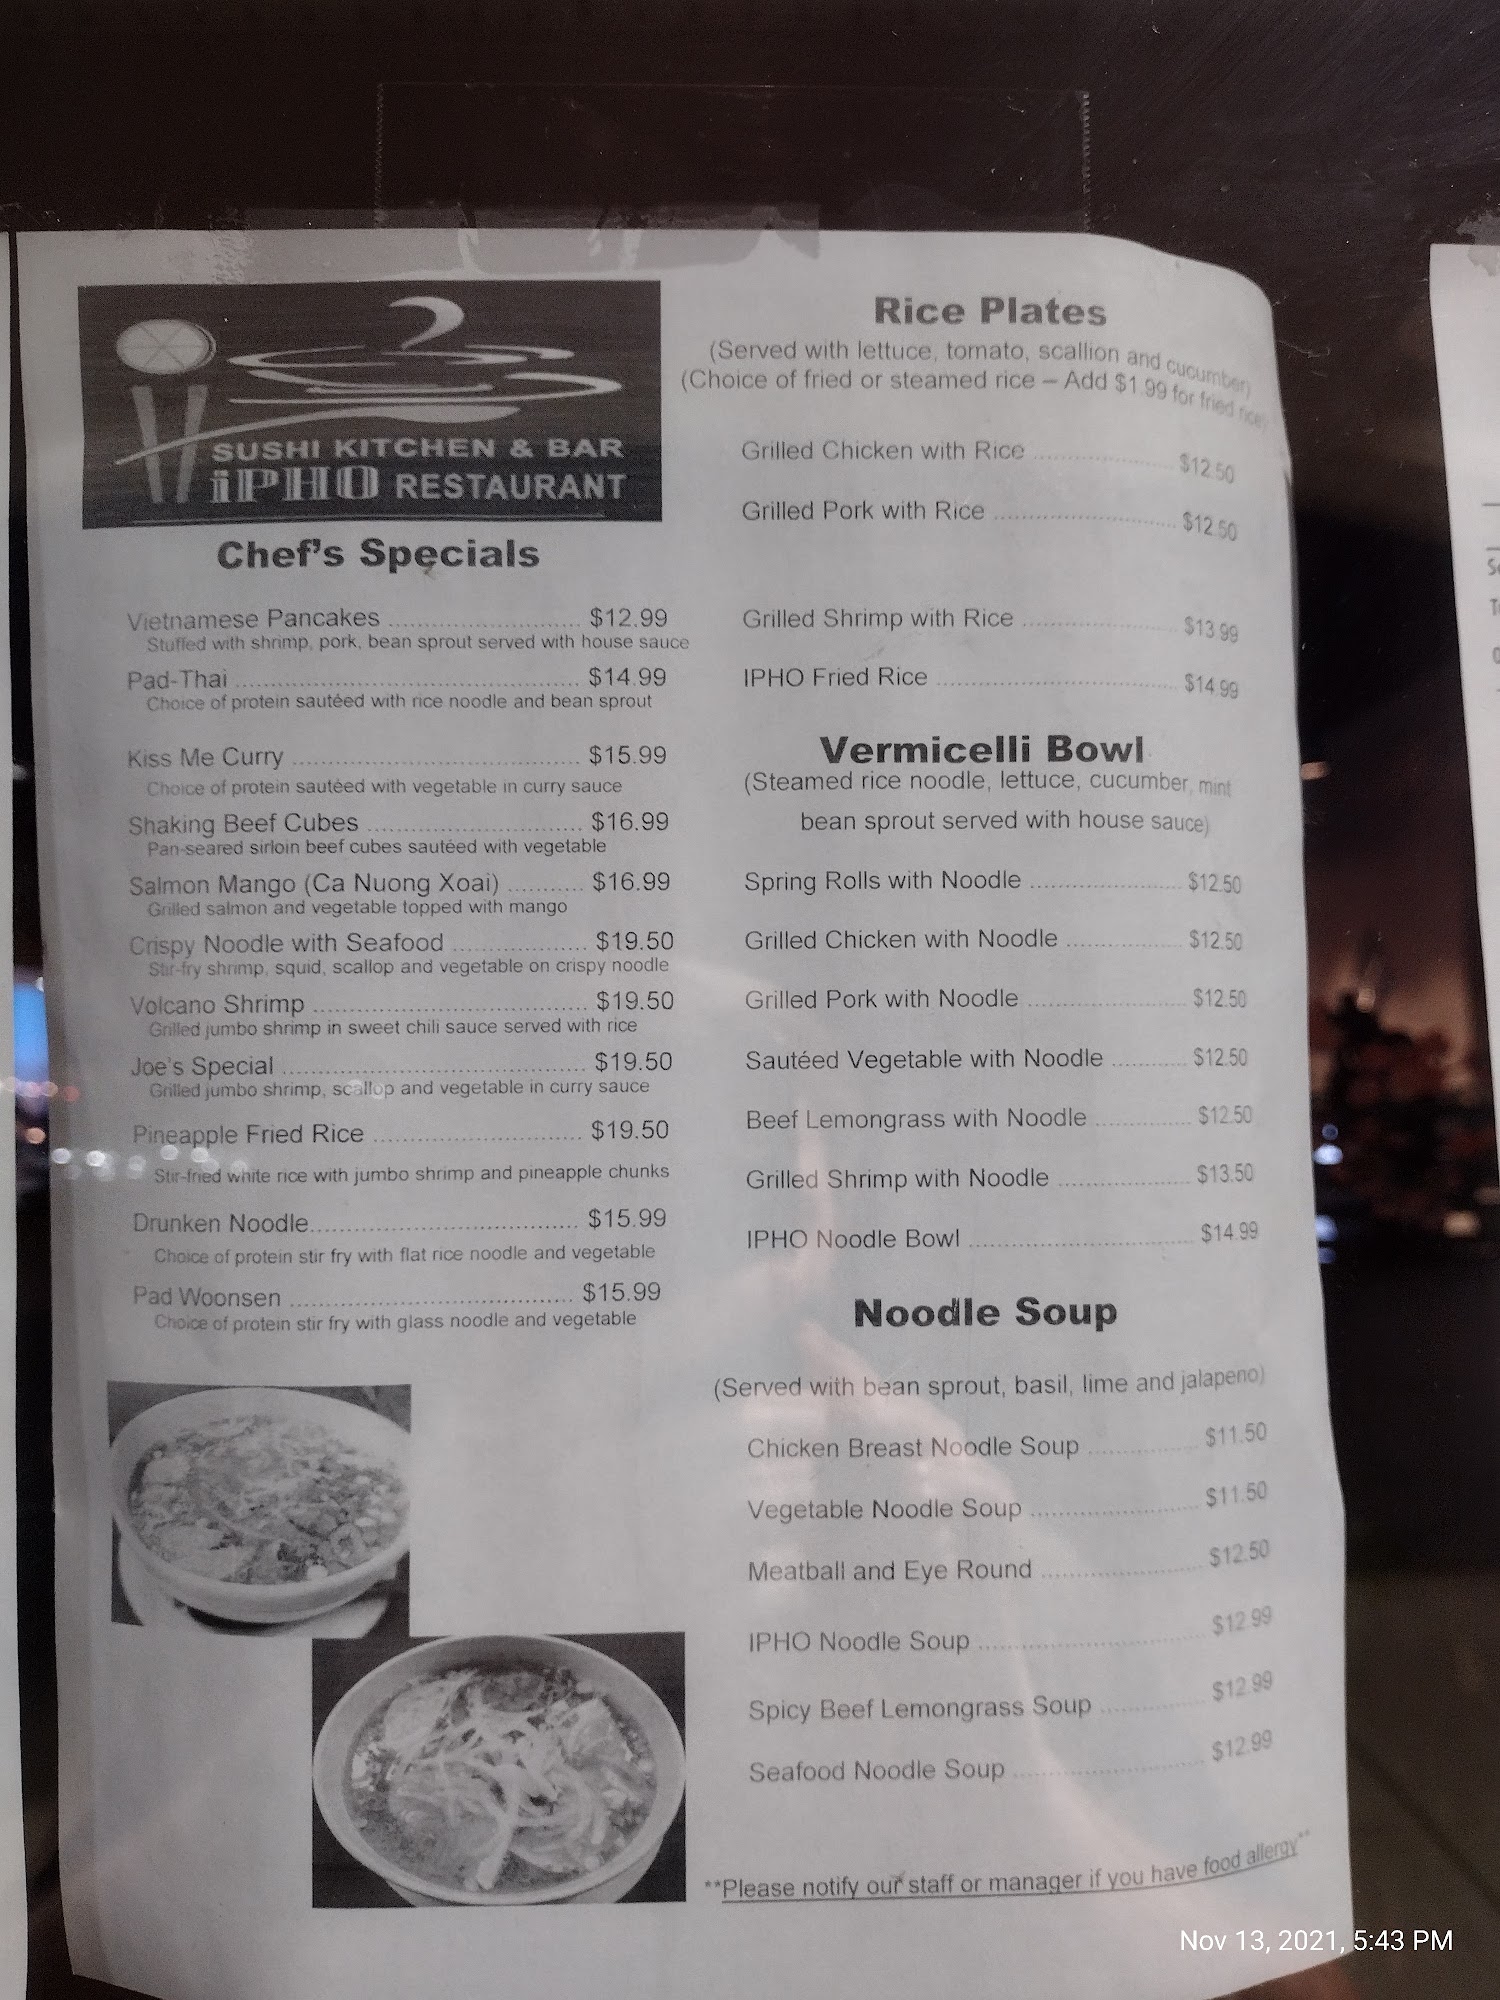 SUSHI KITCHEN & BAR
iPHO RESTAURANT
Chef's Specials
Vietnamese Pancakes ............................ $12.99
Stuffed with shrimp, pork, bean sprout served with house sauce
Pad-Thai .................................................. $14.99
Choice of protein sautéed with rice noodle and bean sprout
Kiss Me Curry .......................................... $15.99
Choice of protein sautéed with vegetable in curry sauce
Shaking Beef Cubes ............................... $16.99
Pan-seared sirloin beef cubes sautéed with vegetable
Salmon Mango (Ca Nuong Xoai) ........... $16.99
Grilled salmon and vegetable topped with mango
Crispy Noodle with Seafood ................... $19.50
Stir-fry shrimp, squid, scallop and vegetable on crispy noodle
Volcano Shrimp ....................................... $19.50
Grilled jumbo shrimp in sweet chili sauce served with rice
Joe's Special ............................................ $19.50
Grilled jumbo shrimp, scallop and vegetable in curry sauce
Pineapple Fried Rice .............................. $19.50
Stir-fried white rice with jumbo shrimp and pineapple chunks
Drunken Noodle....................................... $15.99
Choice of protein stir fry with flat rice noodle and vegetable
Pad Woonsen ......................................... $15.99
Choice of protein stir fry with glass noodle and vegetable
Rice Plates
(Served with lettuce, tomato, scallion and cucumber)
(Choice of fried or steamed rice – Add $1.99 for fried rice)
Grilled Chicken with Rice ..................... $12.50
Grilled Pork with Rice ........................... $12.50
Grilled Shrimp with Rice ....................... $13.99
IPHO Fried Rice ................................... $14.99
Vermicelli Bowl
(Steamed rice noodle, lettuce, cucumber, mint
bean sprout served with house sauce)
Spring Rolls with Noodle ...................... $12.50
Grilled Chicken with Noodle ................. $12.50
Grilled Pork with Noodle ....................... $12.50
Sautéed Vegetable with Noodle ........... $12.50
Beef Lemongrass with Noodle .............. $12.50
Grilled Shrimp with Noodle ................... $13.50
IPHO Noodle Bowl ................................. $14.99
Noodle Soup
(Served with bean sprout, basil, lime and jalapeno)
Chicken Breast Noodle Soup ................ $11.50
Vegetable Noodle Soup ........................ $11.50
Meatball and Eye Round ....................... $12.50
IPHO Noodle Soup ................................ $12.99
Spicy Beef Lemongrass Soup ............... $12.99
Seafood Noodle Soup ........................... $12.99
**Please notify our staff or manager if you have food allergy**
Nov 13, 2021, 5:43 PM